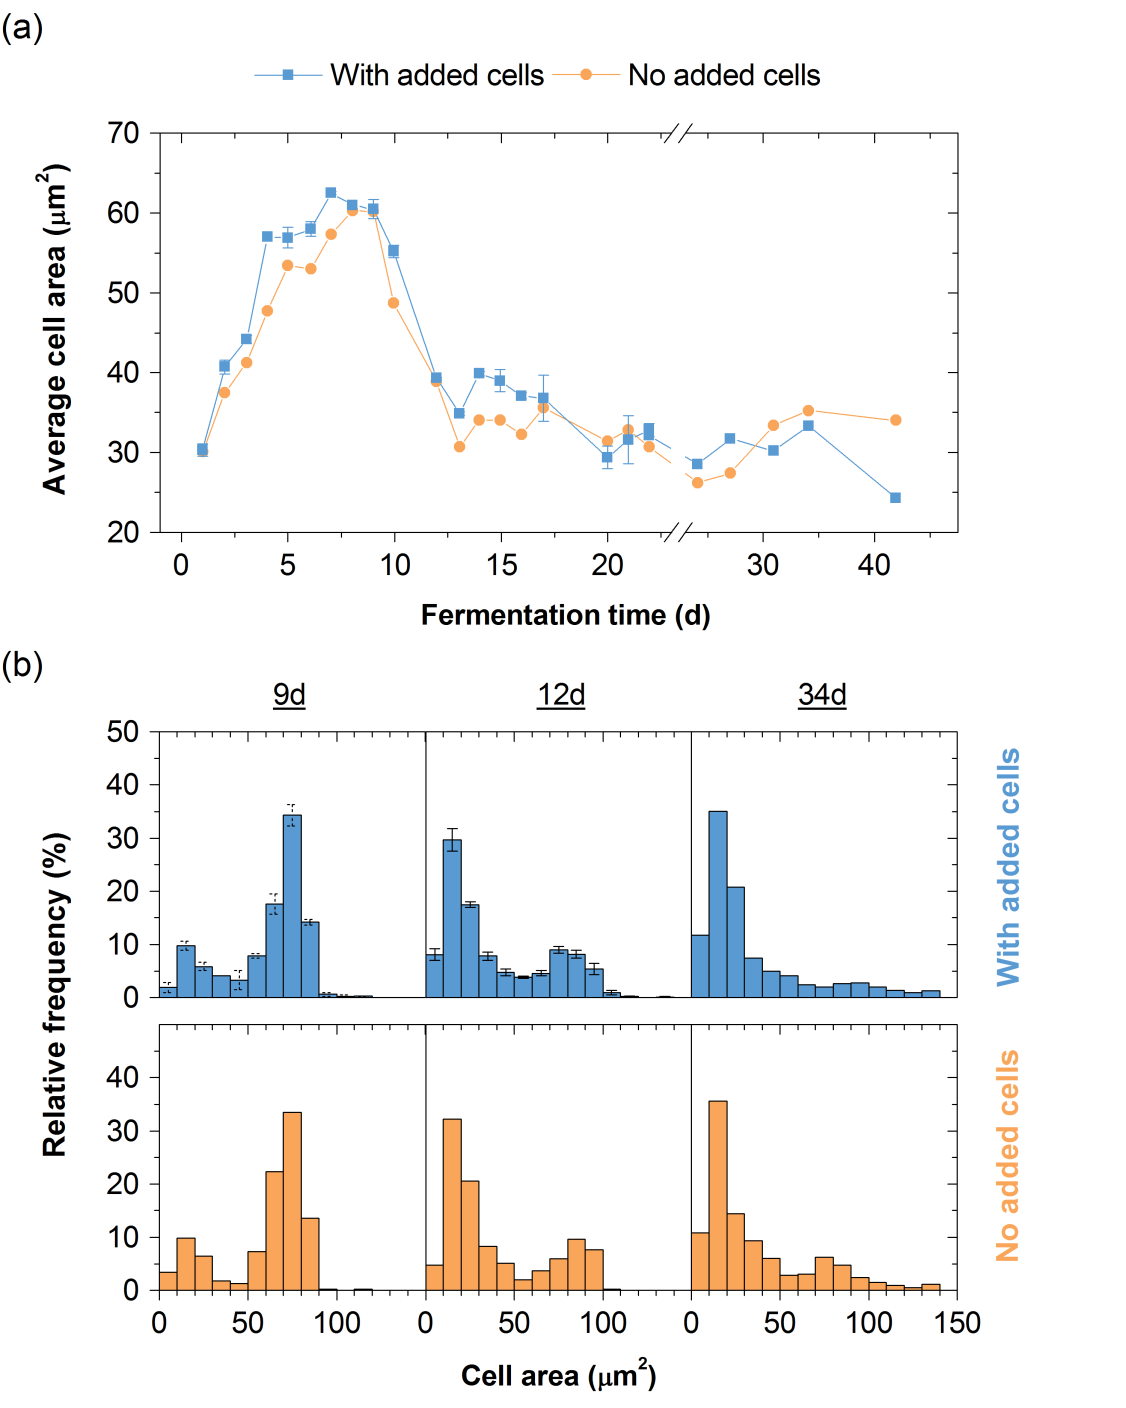 (a)
With added cells No added cells
70
60
50
40
30
20
Average cell area (μm²)
0 5 10 15 20 30 40
Fermentation time (d)
(b)
9d 12d 34d
50
40
30
20
10
0
With added cells
Relative frequency (%)
40
30
20
10
0
No added cells
0 50 100 0 50 100 0 50 100 150
Cell area (μm²)